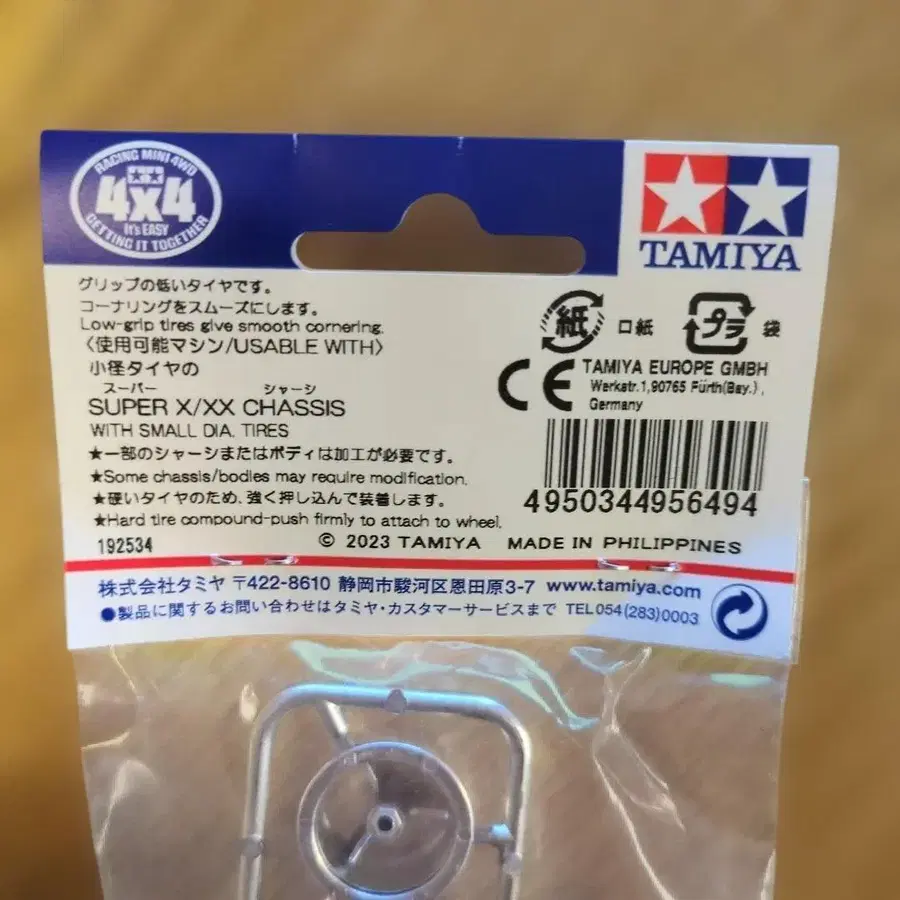 RACING MINI 4WD
4x4
It's EASY
GETTING IT TOGETHER
TAMIYA
グリップの低いタイヤです。
コーナリングをスムーズにします。
Low-grip tires give smooth cornering.
〈使用可能マシン/USABLE WITH〉
小径タイヤの
スーパー シャーシ
SUPER X/XX CHASSIS
WITH SMALL DIA. TIRES
★一部のシャーシまたはボディは加工が必要です。
★Some chassis/bodies may require modification.
★硬いタイヤのため、強く押し込んで装着します。
★Hard tire compound-push firmly to attach to wheel.
192534
紙 口紙
プラ 袋
CE
TAMIYA EUROPE GMBH
Werkstr.1,90765 Fürth(Bay.),
Germany
4950344956494
© 2023 TAMIYA MADE IN PHILIPPINES
株式会社タミヤ 〒422-8610 静岡市駿河区恩田原3-7 www.tamiya.com
●製品に関するお問い合わせはタミヤ・カスタマーサービスまで TEL054(283)0003